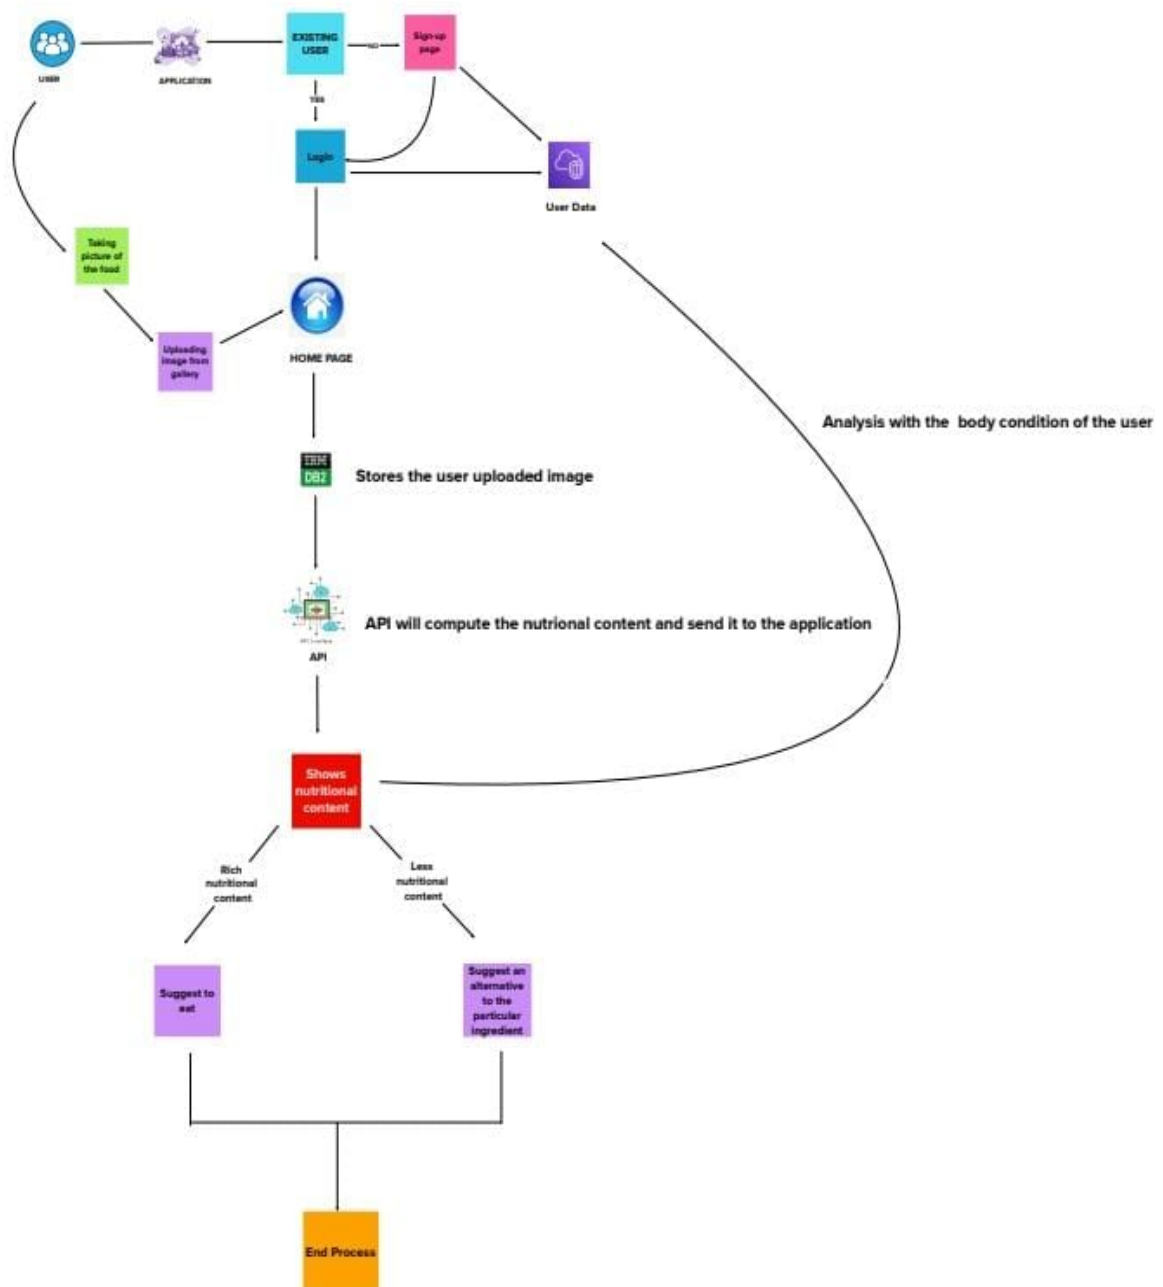 EXISTING
USER
NO
Sign-up
page
USER
APPLICATION
YES
Login
User Data
Taking
picture of
the food
Uploading
image from
gallery
HOME PAGE
Analysis with the body condition of the user
IBM
DB2
Stores the user uploaded image
API will compute the nutrional content and send it to the application
API
Shows
nutritional
content
Rich
nutritional
content
Less
nutritional
content
Suggest to
eat
Suggest an
alternative
to the
particular
ingredient
End Process